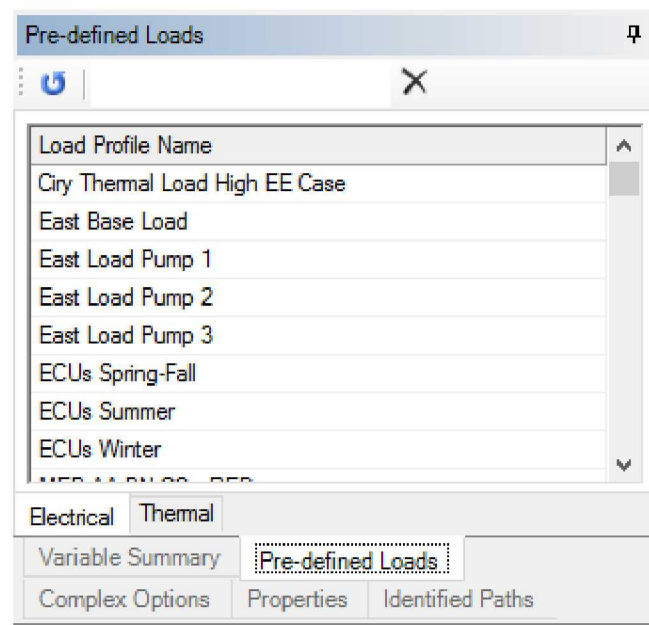 Pre-defined Loads
Load Profile Name
Ciry Thermal Load High EE Case
East Base Load
East Load Pump 1
East Load Pump 2
East Load Pump 3
ECUs Spring-Fall
ECUs Summer
ECUs Winter
Electrical Thermal
Variable Summary Pre-defined Loads
Complex Options Properties Identified Paths